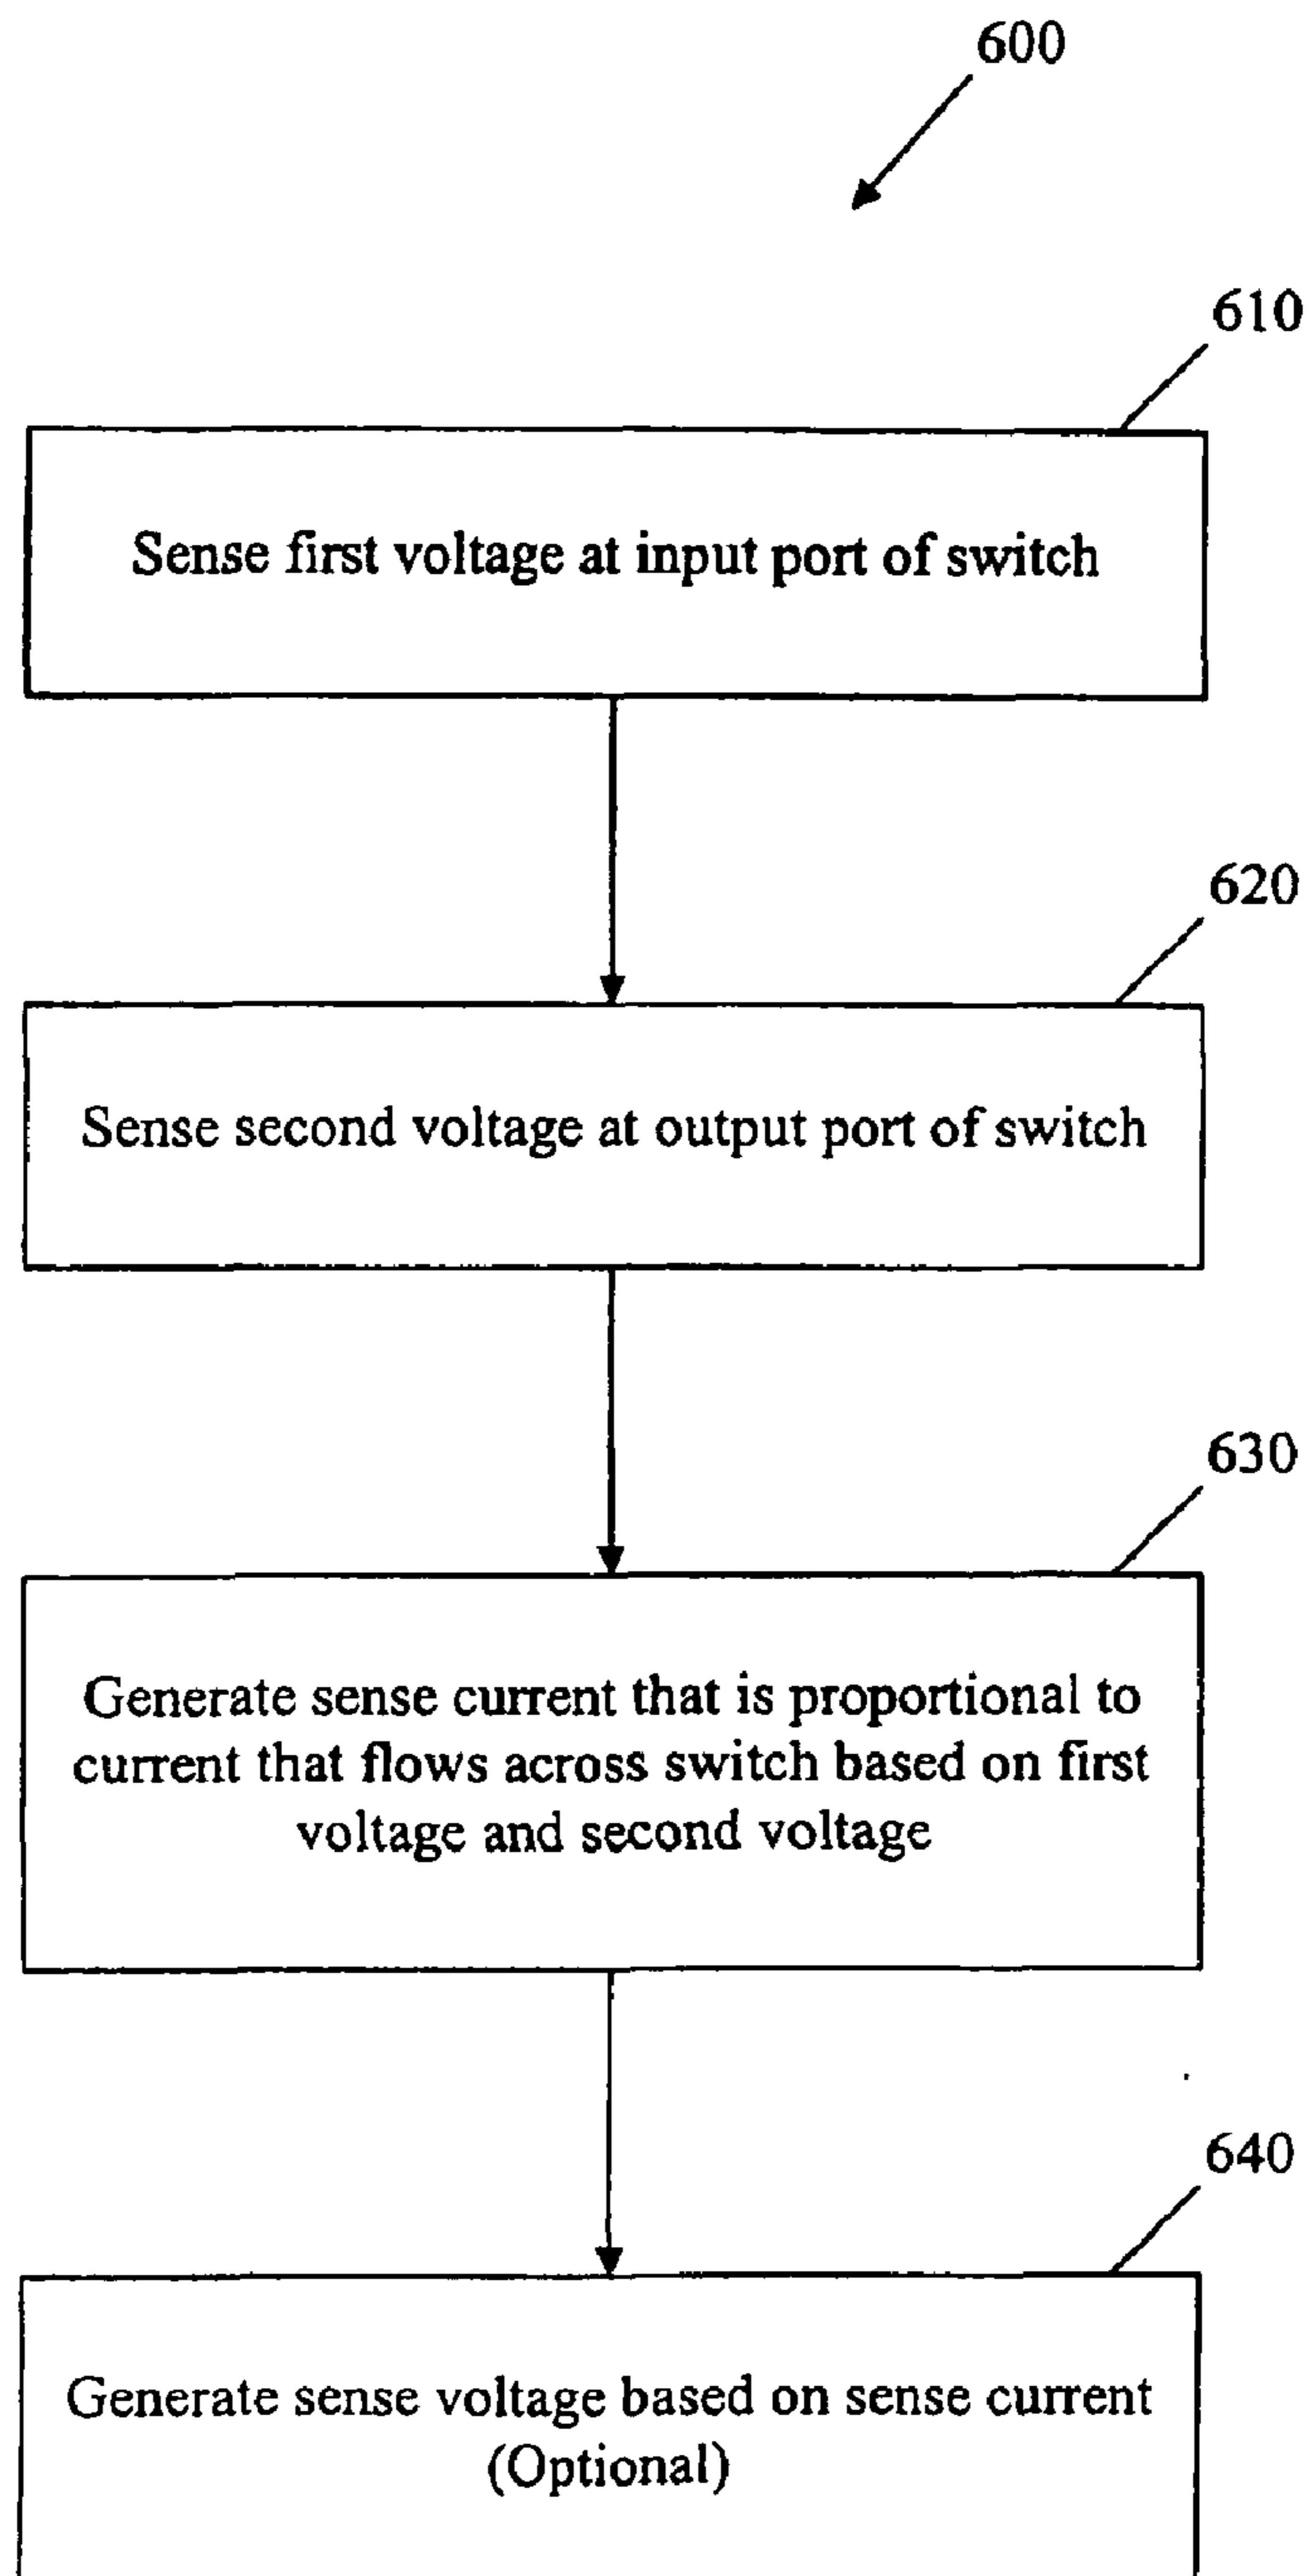 600
610
Sense first voltage at input port of switch
620
Sense second voltage at output port of switch
630
Generate sense current that is proportional to
current that flows across switch based on first
voltage and second voltage
640
Generate sense voltage based on sense current
(Optional)